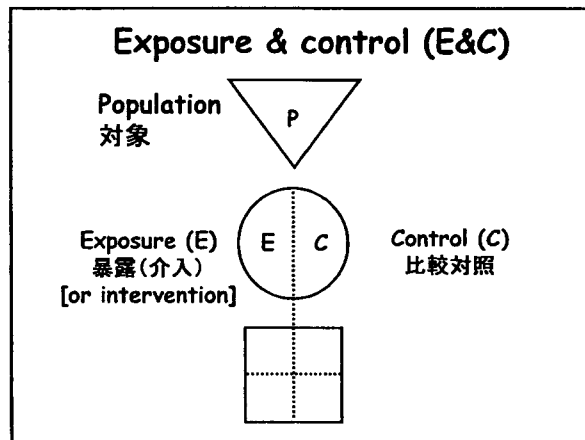 Exposure & control (E&C)
Population
対象
P
Exposure (E)
暴露(介入)
[or intervention]
E
C
Control (C)
比較対照